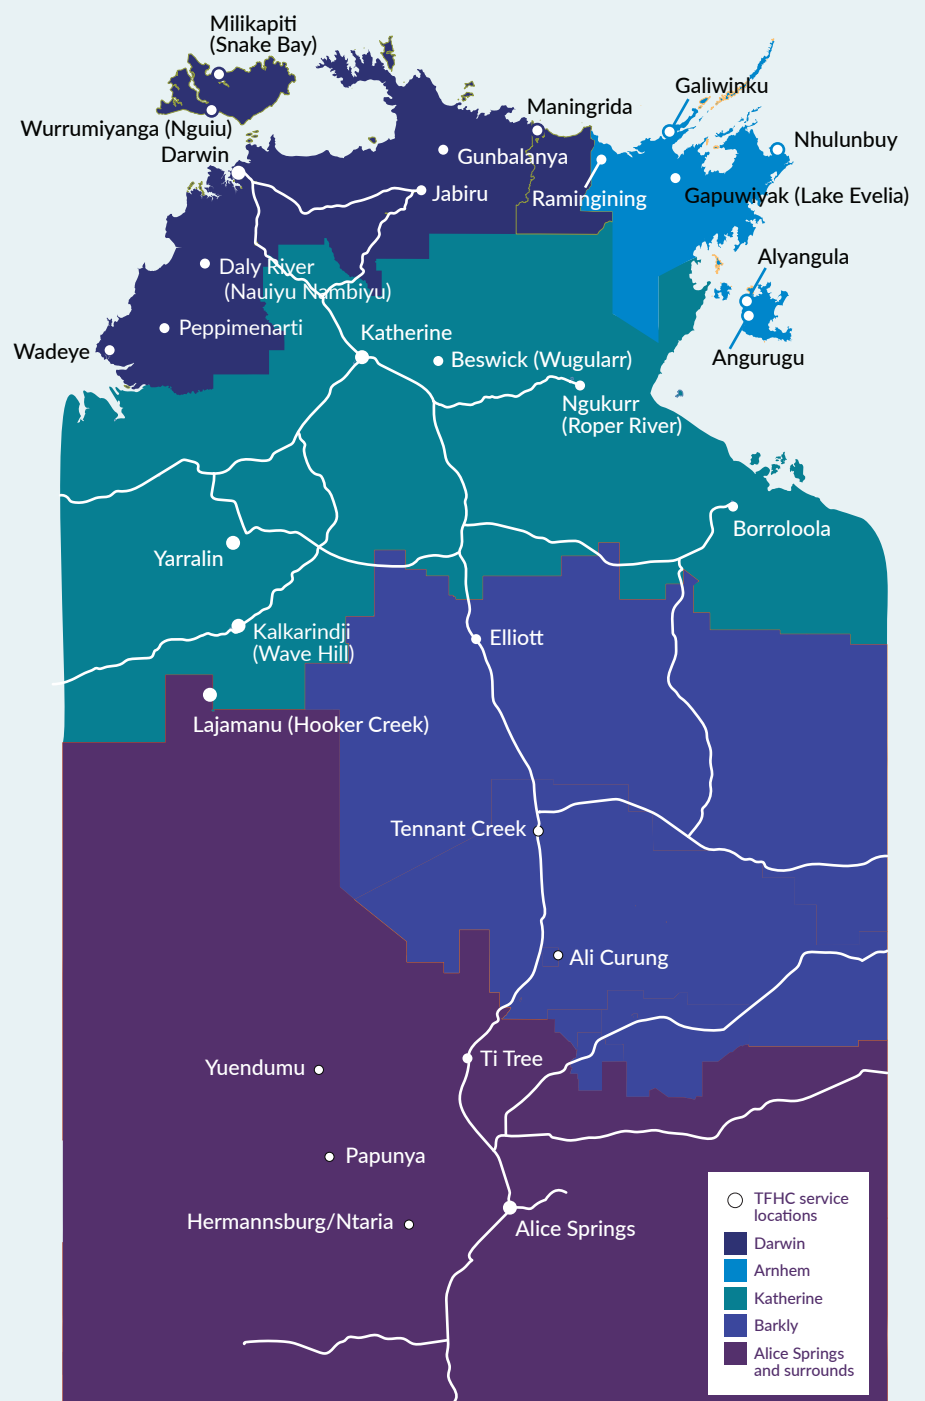 Milikapiti
(Snake Bay)
Galiwinku
Maningrida
Wurrumiyanga (Nguiu)
Nhulunbuy
Darwin
Gunbalanya
Jabiru
Ramingining
Gapuwiyak (Lake Evelia)
Alyangula
Daly River
(Nauiyu Nambiyu)
Peppimenarti
Katherine
Wadeye
Beswick (Wugularr)
Angurugu
Ngukurr
(Roper River)
Borroloola
Yarralin
Kalkarindji
(Wave Hill)
Elliott
Lajamanu (Hooker Creek)
Tennant Creek
Ali Curung
Ti Tree
Yuendumu
Papunya
Hermannsburg/Ntaria
Alice Springs
TFHC service
locations
Darwin
Arnhem
Katherine
Barkly
Alice Springs
and surrounds